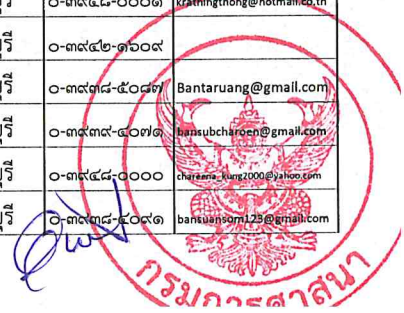 ๐-๓๙๔๘-๐๐๐๑ krathingthong@hotmail.co.th
๐-๓๙๔๒-๑๖๐๙
๐-๓๙๓๘-๕๐๘๗ Bantaruang@gmail.com
๐-๓๙๓๙-๔๐๗๑ bansubcharoen@gmail.com
๐-๓๙๔๘-๐๐๐๐ chareena_kung2000@yahoo.com
๐-๓๙๓๘-๔๐๙๑ bansuansom123@gmail.com
กรมการศาสนา